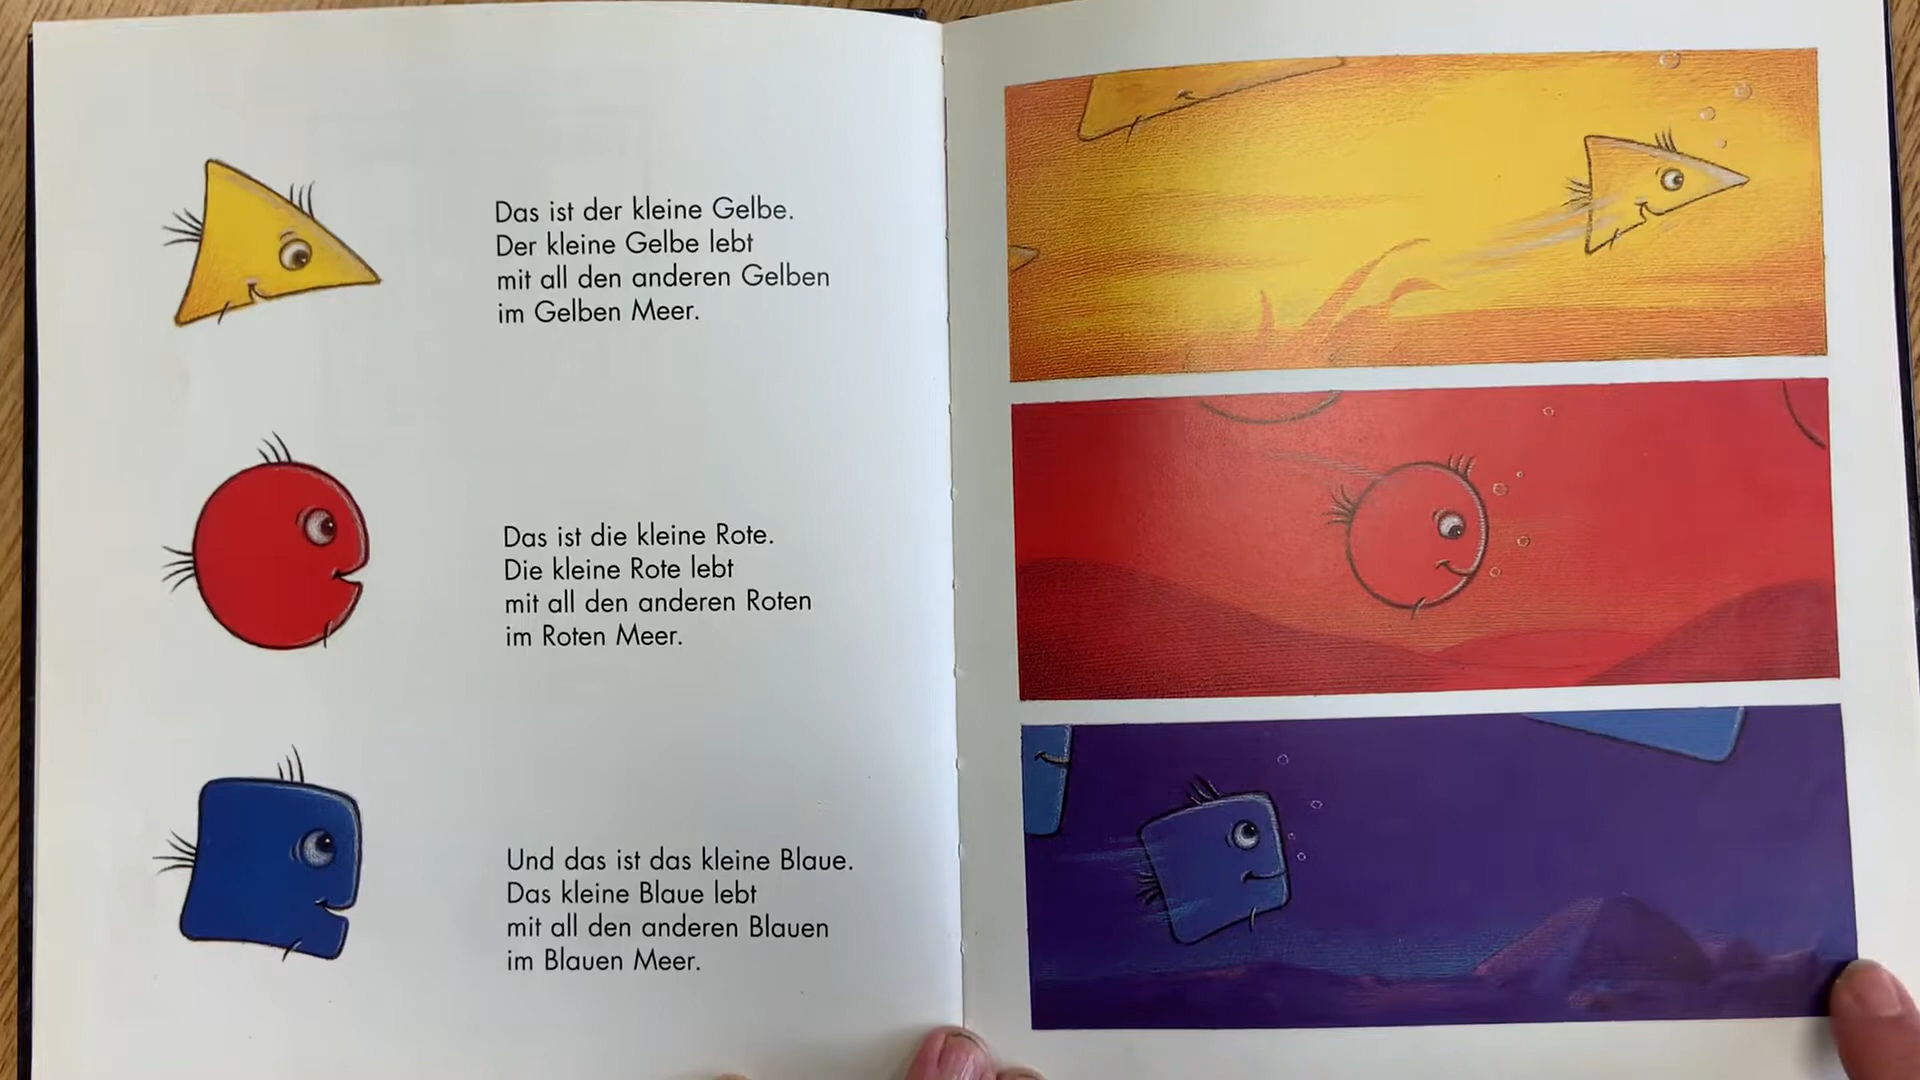 Das ist der kleine Gelbe.
Der kleine Gelbe lebt
mit all den anderen Gelben
im Gelben Meer.
Das ist die kleine Rote.
Die kleine Rote lebt
mit all den anderen Roten
im Roten Meer.
Und das ist das kleine Blaue.
Das kleine Blaue lebt
mit all den anderen Blauen
im Blauen Meer.